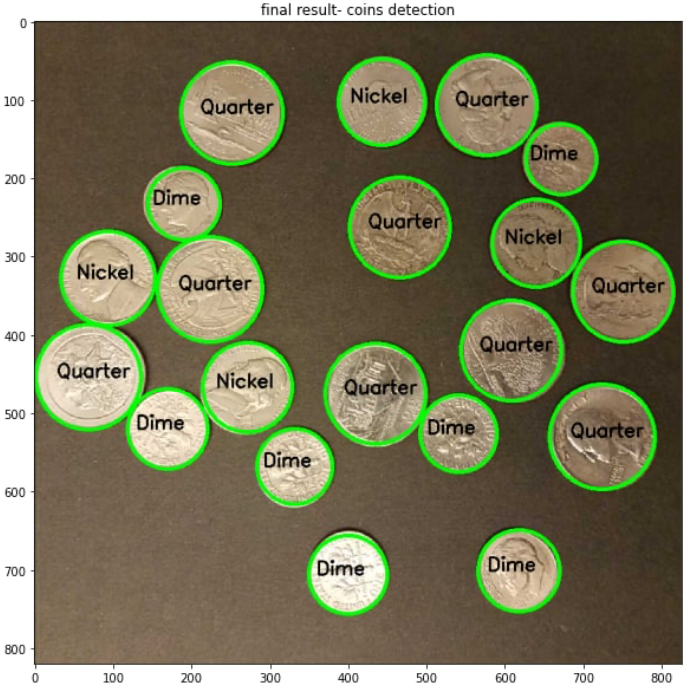 final result- coins detection
0
100
200
300
400
500
600
700
800
Quarter
Nickel
Quarter
Dime
Dime
Quarter
Nickel
Nickel
Quarter
Quarter
Quarter
Quarter
Nickel
Quarter
Dime
Dime
Quarter
Dime
Dime
Dime
0 100 200 300 400 500 600 700 800